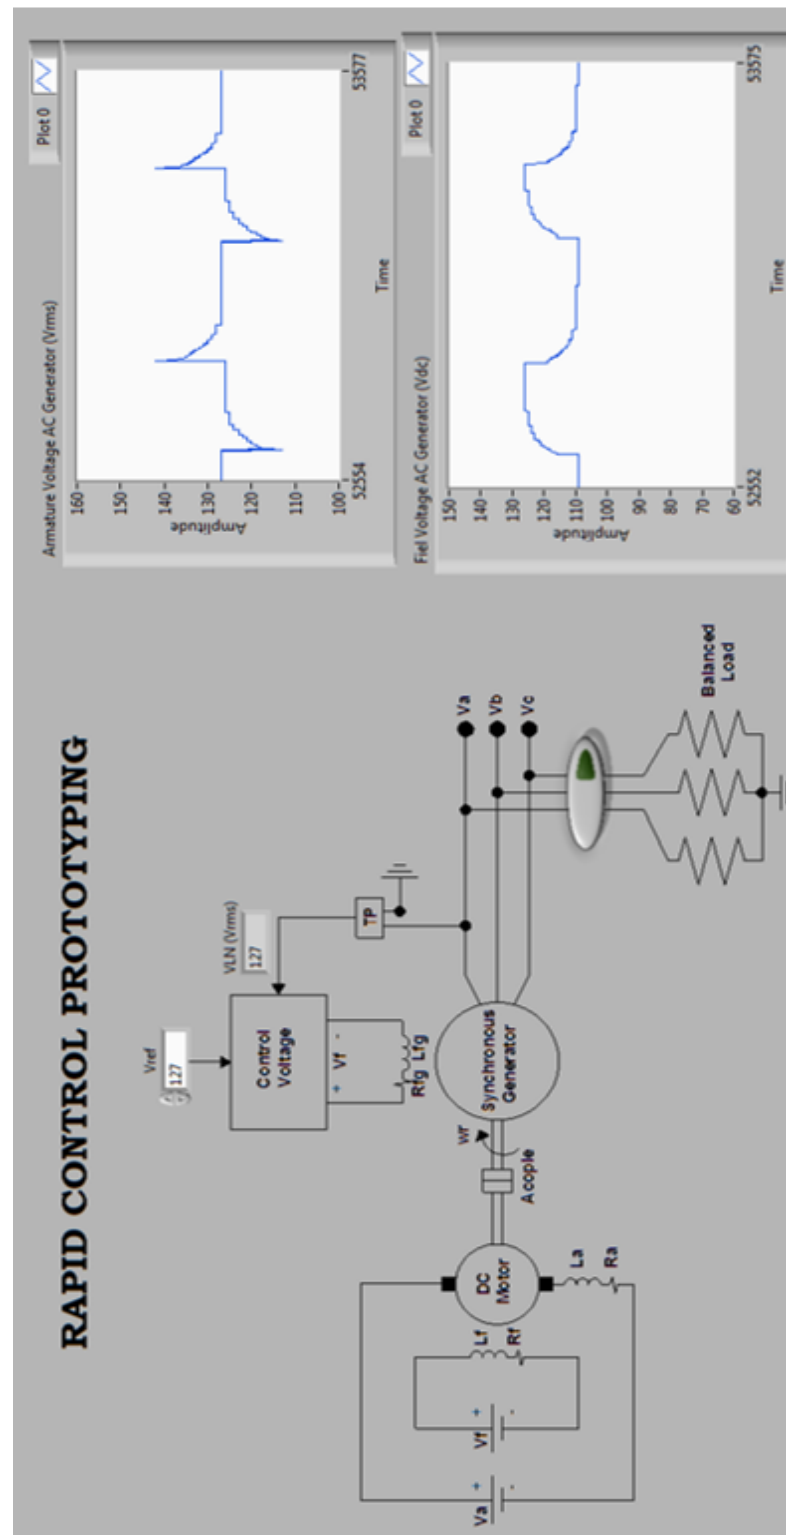 RAPID CONTROL PROTOTYPING
Vref
127
VLN (Vrms)
127
Control
Voltage
+ Vf -
Rfg Lfg
TP
Va
Vb
Vc
Synchronous
Generator
wr
Acople
DC
Motor
La
Ra
Lf
Rf
+
Vf
-
+
Va
-
Balanced
Load
Armature Voltage AC Generator (Vrms)
Plot 0
160
150
140
130
120
110
100
Amplitude
52554
53577
Time
Fiel Voltage AC Generator (Vdc)
Plot 0
150
140
130
120
110
100
90
80
70
60
Amplitude
52552
53575
Time